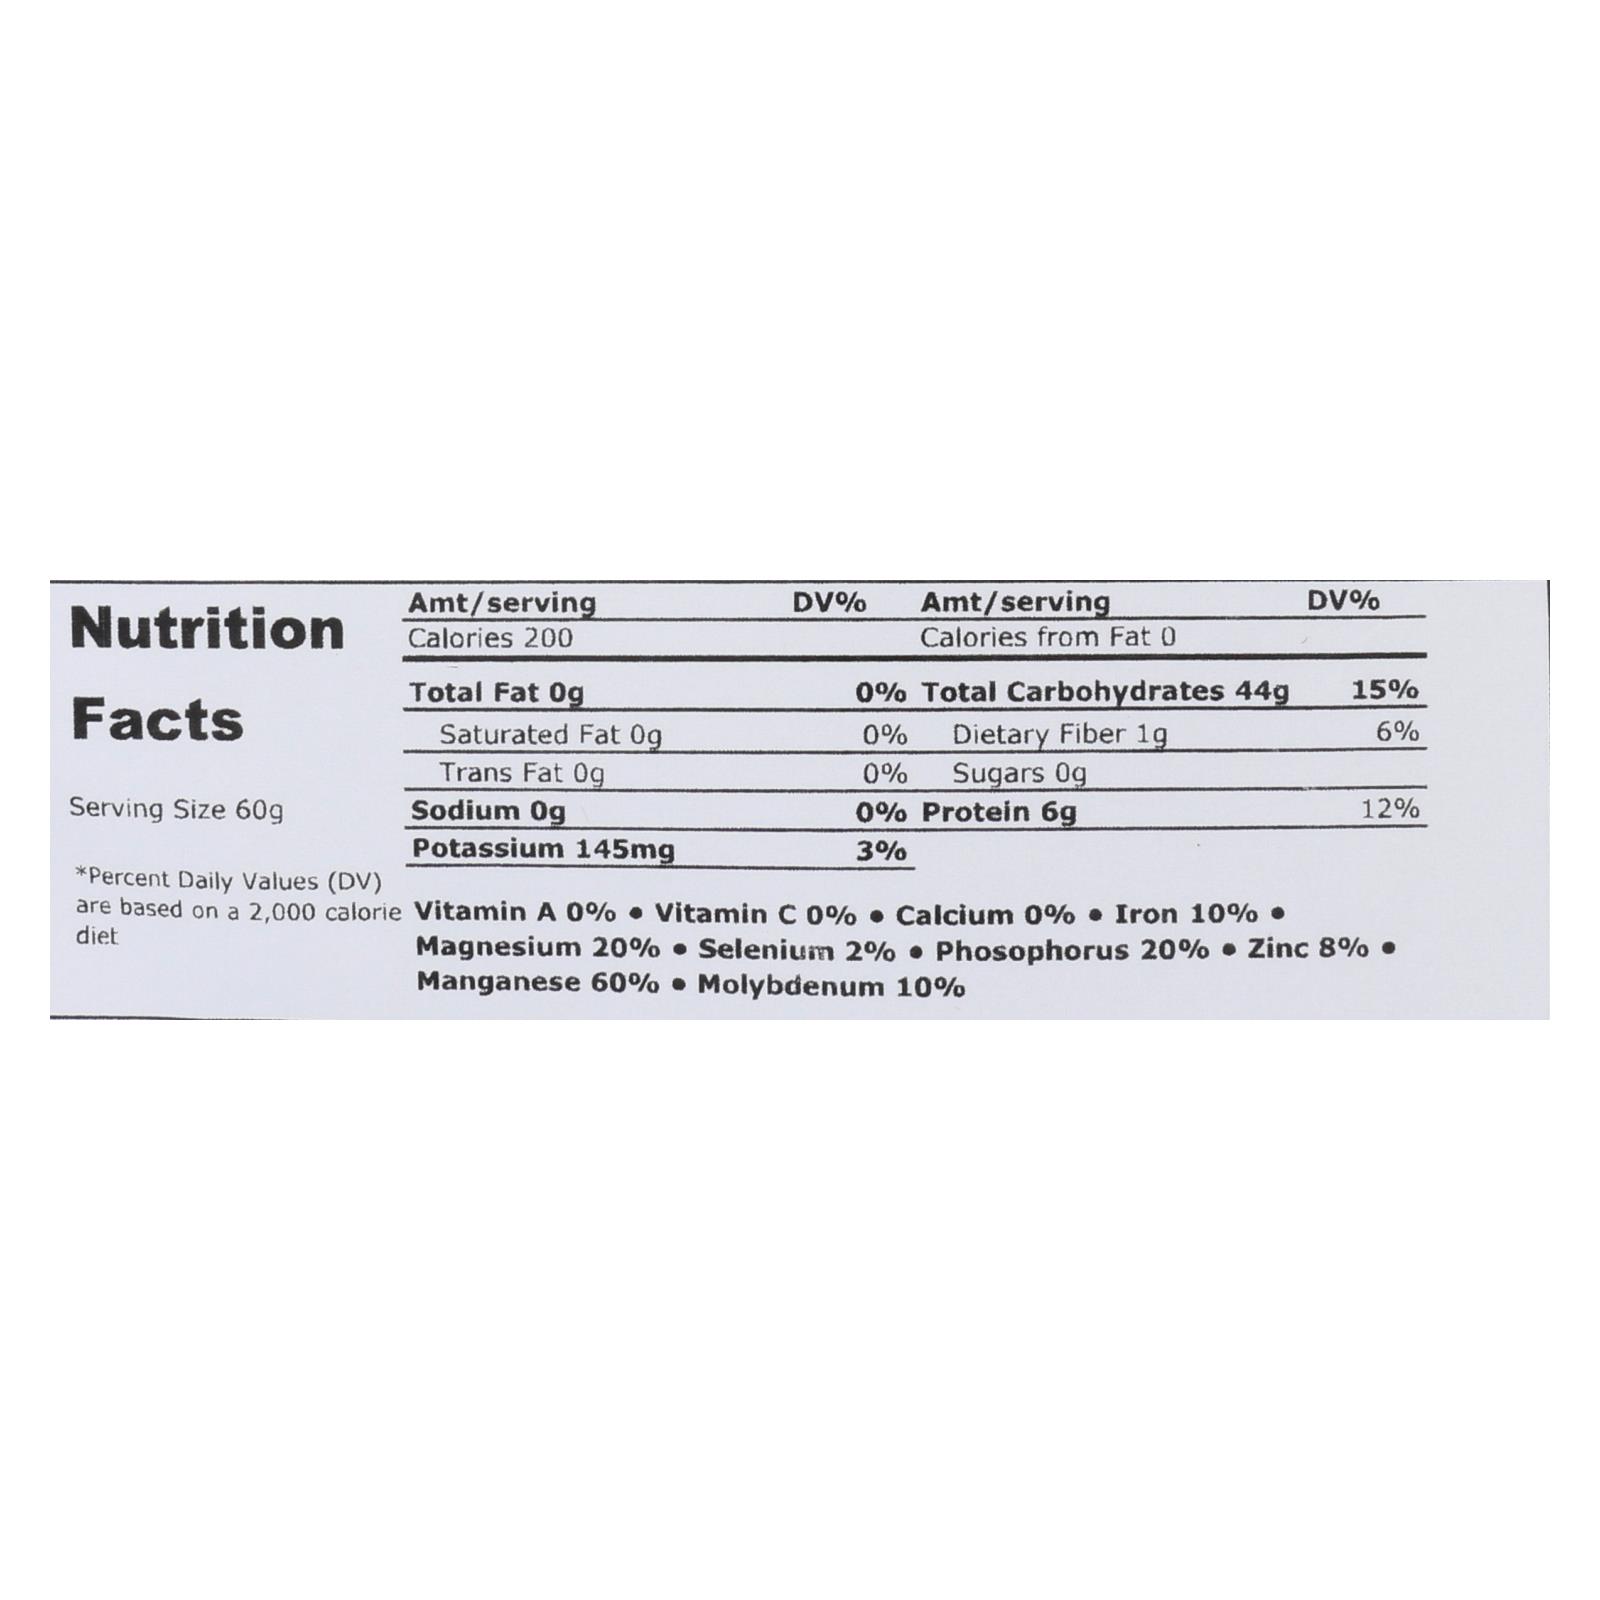 Nutrition
Facts
Serving Size 60g
*Percent Daily Values (DV)
are based on a 2,000 calorie
diet
Amt/serving DV% Amt/serving DV%
Calories 200 Calories from Fat 0
Total Fat 0g 0% Total Carbohydrates 44g 15%
Saturated Fat 0g 0% Dietary Fiber 1g 6%
Trans Fat 0g 0% Sugars 0g
Sodium 0g 0% Protein 6g 12%
Potassium 145mg 3%
Vitamin A 0% • Vitamin C 0% • Calcium 0% • Iron 10% •
Magnesium 20% • Selenium 2% • Phosophorus 20% • Zinc 8% •
Manganese 60% • Molybdenum 10%